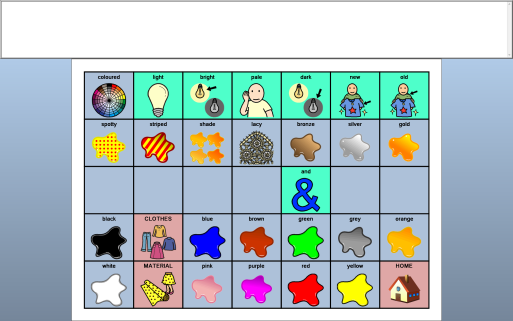 coloured light bright pale dark new old
spotty striped shade lacy bronze silver gold
and
&
black CLOTHES blue brown green grey orange
white MATERIAL pink purple red yellow HOME